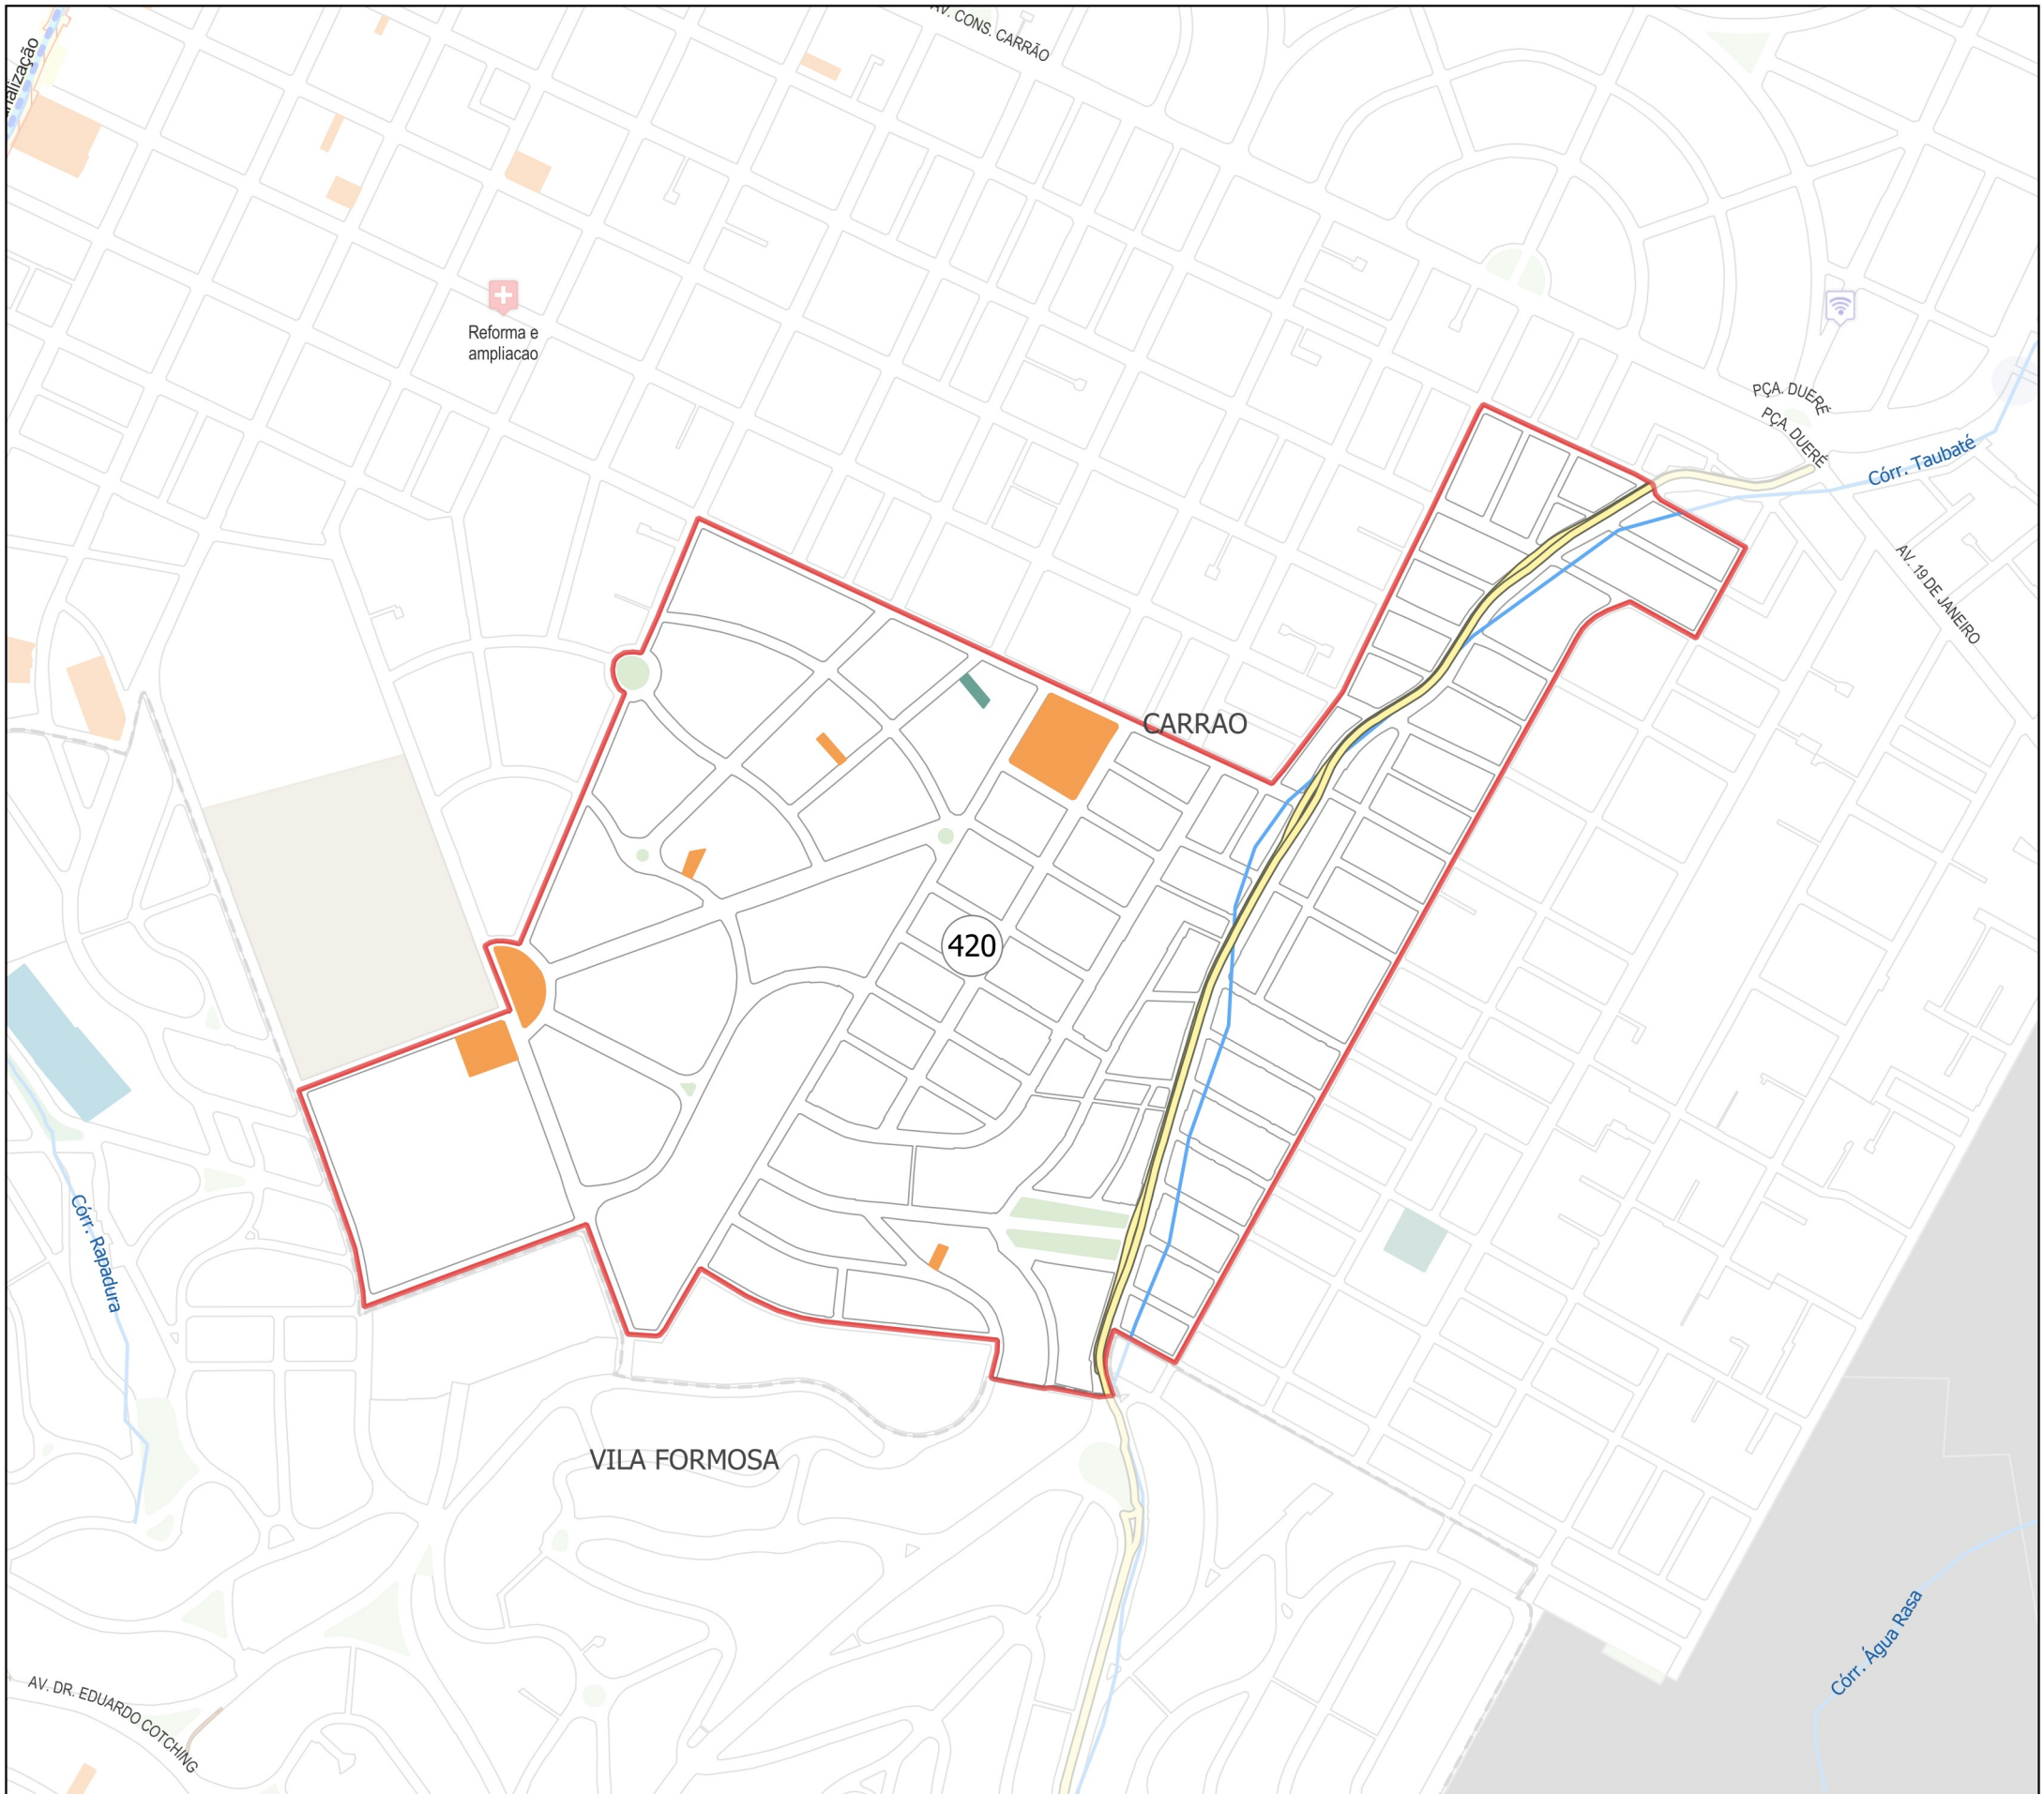 AV. CONS. CARRÃO
Reforma e
ampliacao
PÇA. DUERÉ
PÇA. DUERÉ
Córr. Taubaté
AV. 19 DE JANEIRO
CARRAO
420
Córr. Rapadura
VILA FORMOSA
Córr. Água Rasa
AV. DR. EDUARDO COTCHING